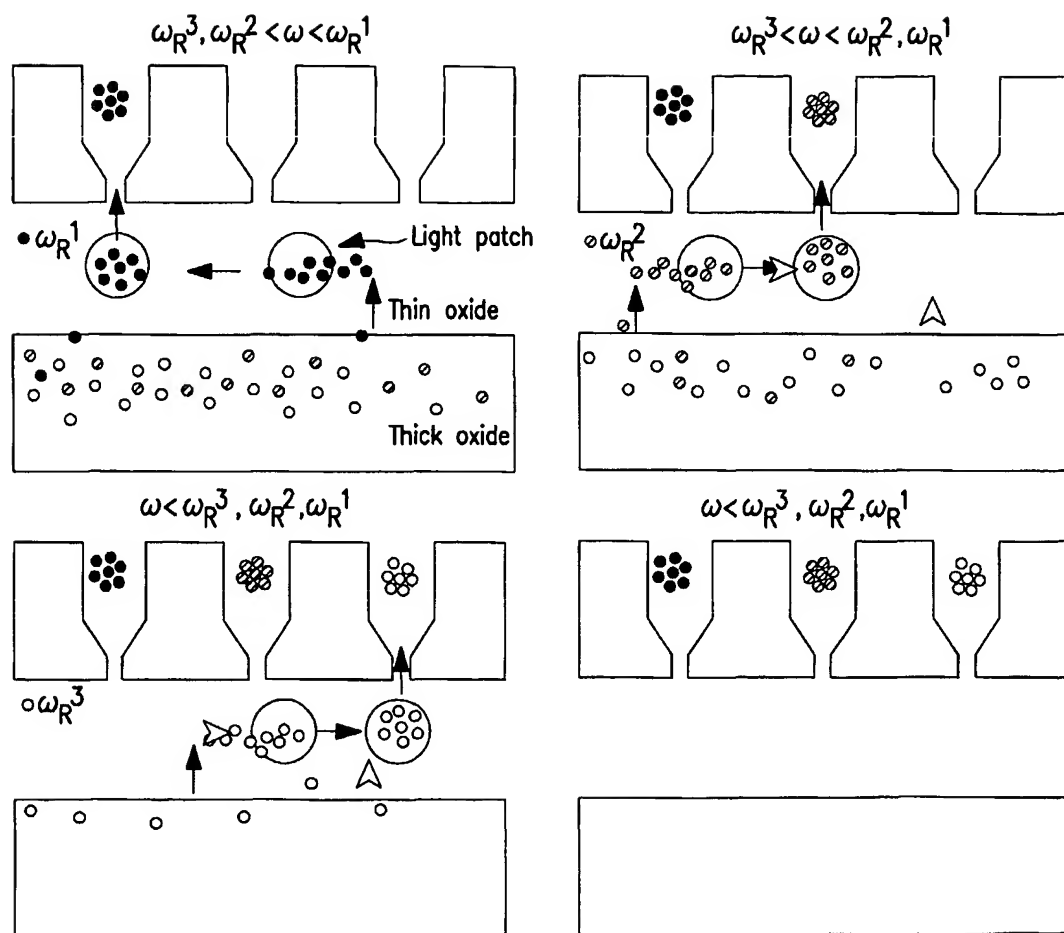 ω_R^3, ω_R^2 < ω < ω_R^1
ω_R^1
Light patch
Thin oxide
Thick oxide
ω_R^3 < ω < ω_R^2, ω_R^1
ω_R^2
ω < ω_R^3, ω_R^2, ω_R^1
ω_R^3
ω < ω_R^3, ω_R^2, ω_R^1